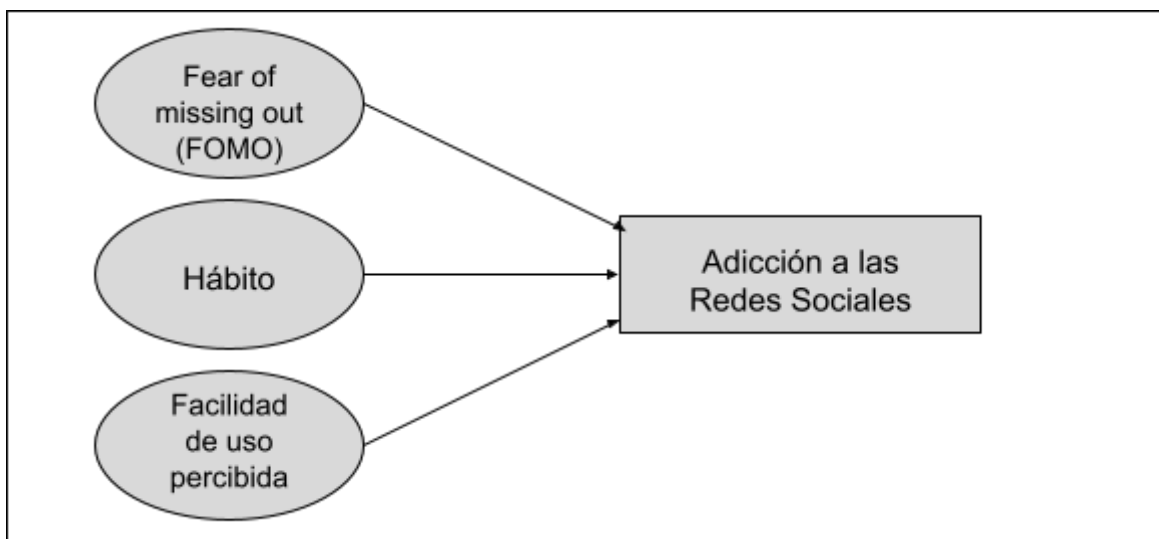 Fear of
missing out
(FOMO)
Hábito
Facilidad
de uso
percibida
Adicción a las
Redes Sociales